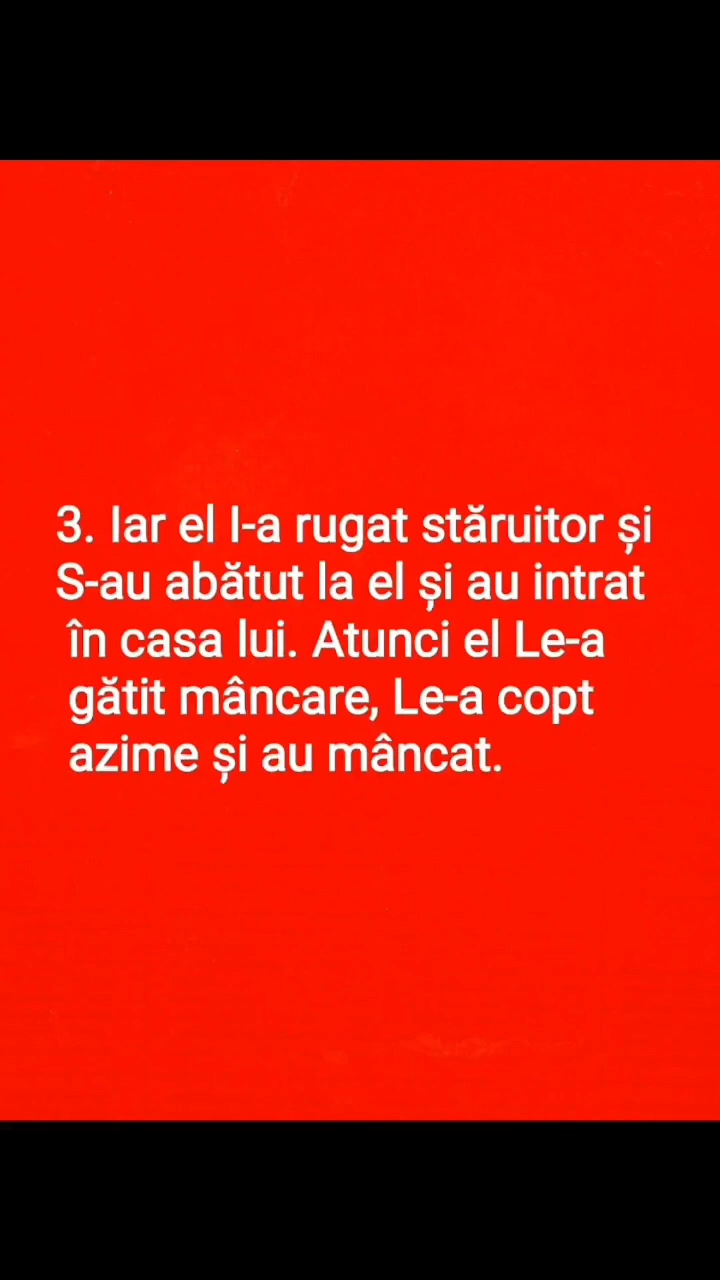 3. Iar el I-a rugat stăruitor și
S-au abătut la el și au intrat
în casa lui. Atunci el Le-a
gătit mâncare, Le-a copt
azime și au mâncat.